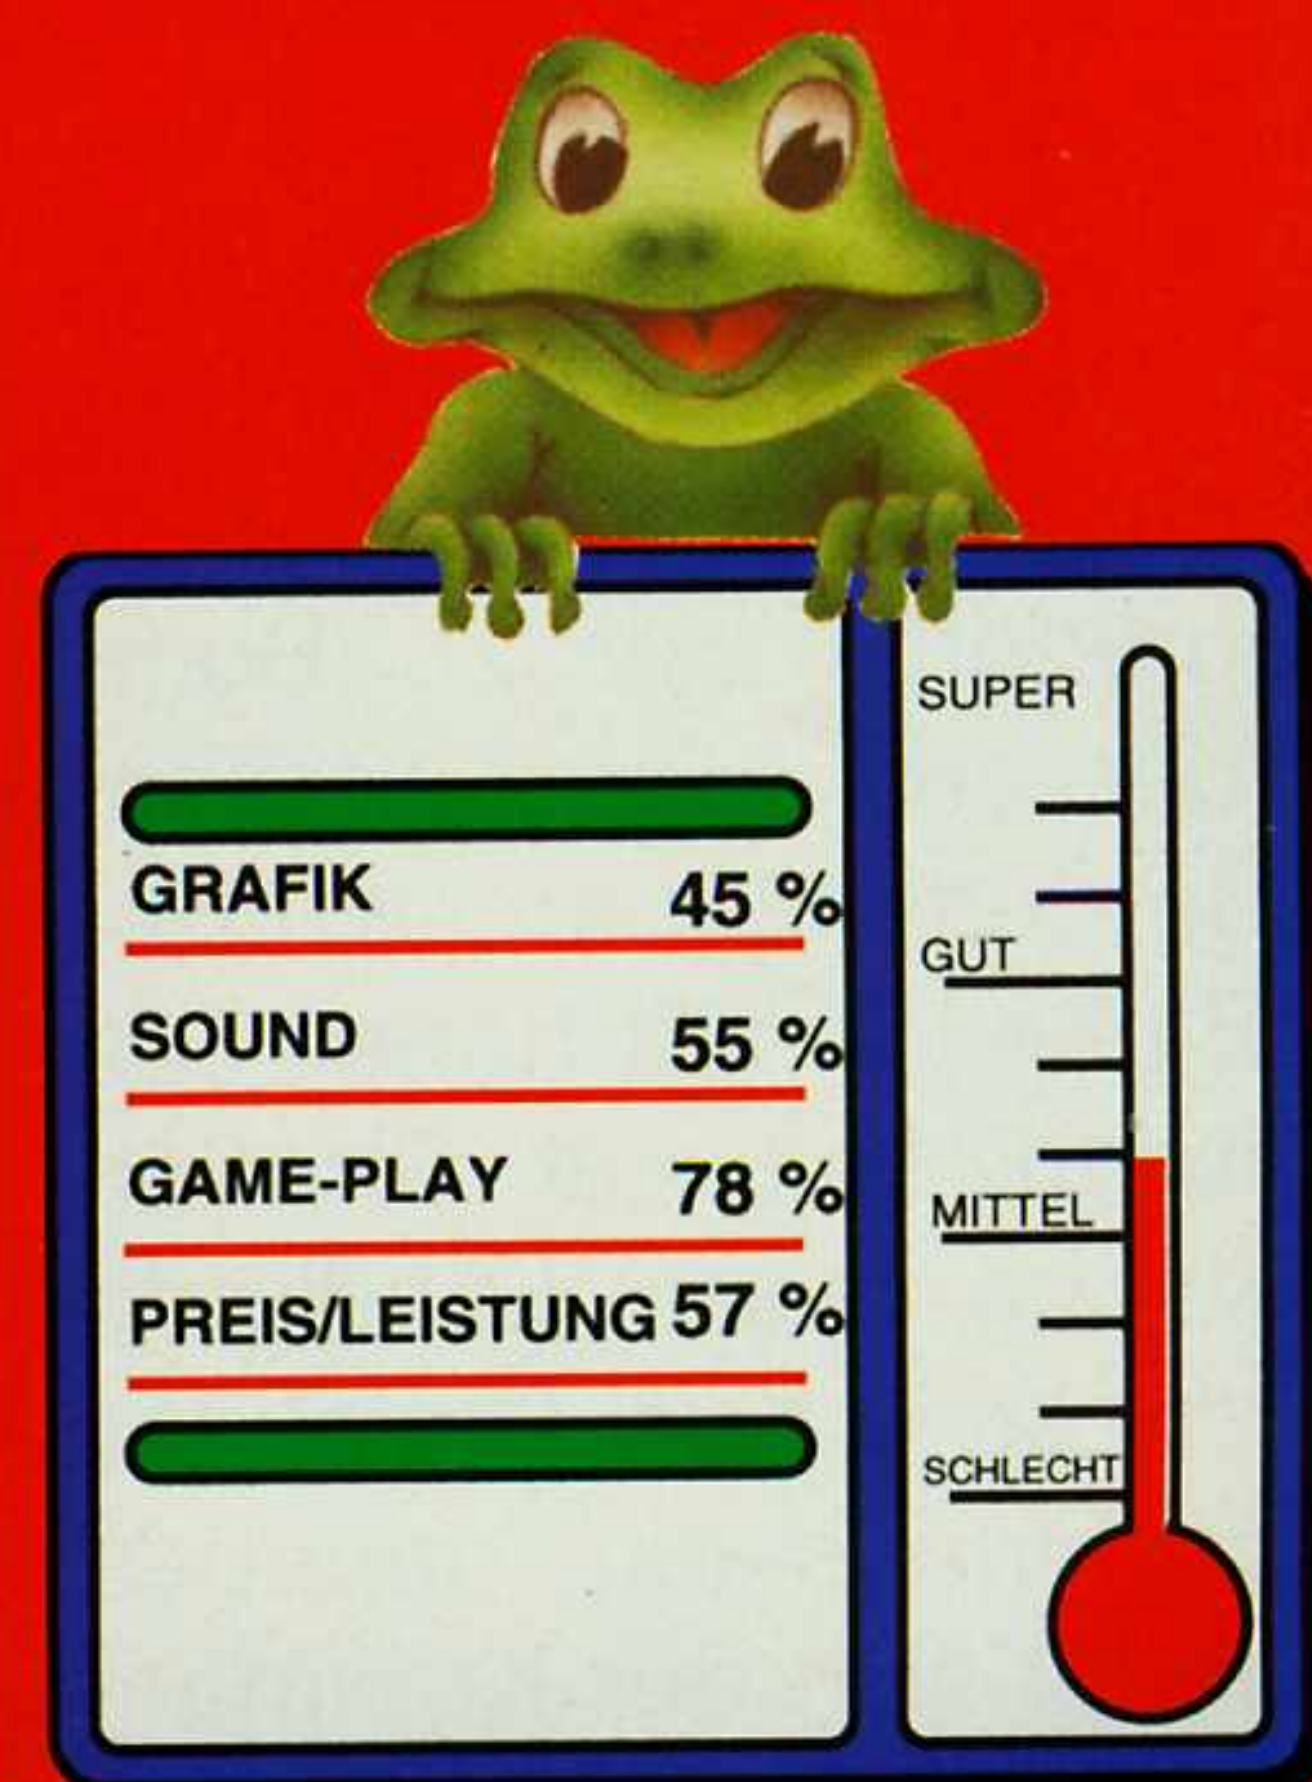 GRAFIK 45 %
SOUND 55 %
GAME-PLAY 78 %
PREIS/LEISTUNG 57 %
SUPER
GUT
MITTEL
SCHLECHT